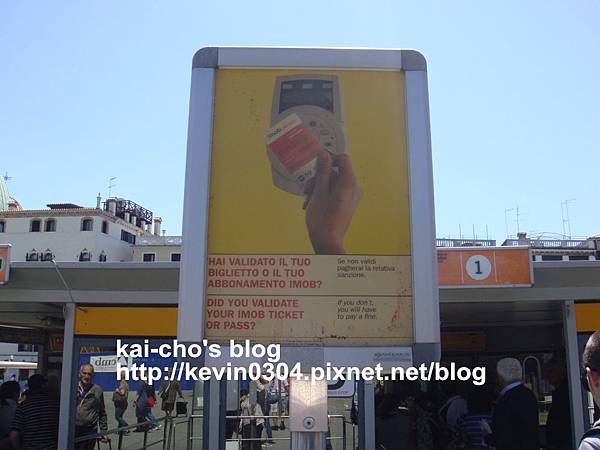 HAI VALIDATO IL TUO
BIGLIETTO O IL TUO
ABBONAMENTO IMOB?
Se non validi
pagherai la relativa
sanzione.
DID YOU VALIDATE
YOUR IMOB TICKET
OR PASS?
If you don't,
you will have
to pay a fine.
1
kai-cho's blog
http://kevin0304.pixnet.net/blog